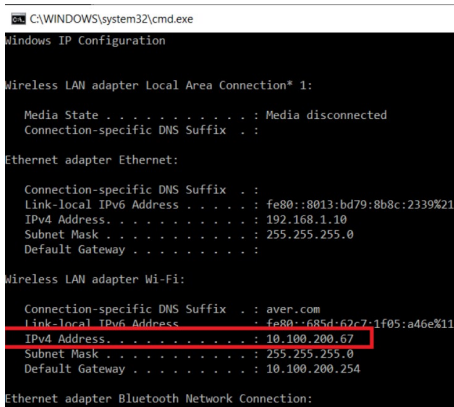 C:\WINDOWS\system32\cmd.exe
Windows IP Configuration
Wireless LAN adapter Local Area Connection* 1:
Media State . . . . . . . . . . . : Media disconnected
Connection-specific DNS Suffix  . :
Ethernet adapter Ethernet:
Connection-specific DNS Suffix  . :
Link-local IPv6 Address . . . . . : fe80::8013:bd79:8b8c:2339%21
IPv4 Address. . . . . . . . . . . : 192.168.1.10
Subnet Mask . . . . . . . . . . . : 255.255.255.0
Default Gateway . . . . . . . . . :
Wireless LAN adapter Wi-Fi:
Connection-specific DNS Suffix  . : aver.com
Link-local IPv6 Address . . . . . : fe80::685d:62c7:1f05:a46e%11
IPv4 Address. . . . . . . . . . . : 10.100.200.67
Subnet Mask . . . . . . . . . . . : 255.255.255.0
Default Gateway . . . . . . . . . : 10.100.200.254
Ethernet adapter Bluetooth Network Connection: